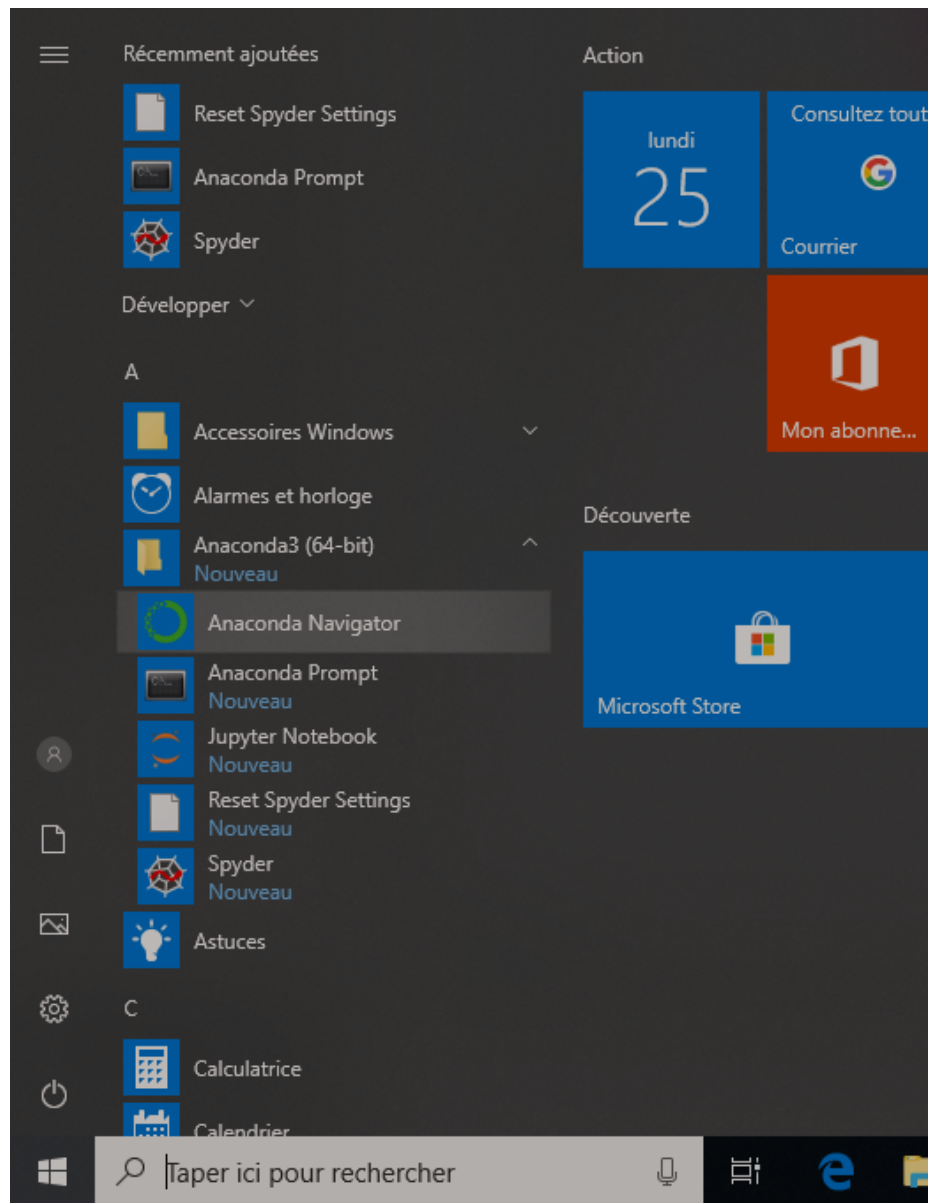 Récemment ajoutées
Reset Spyder Settings
Anaconda Prompt
Spyder
Développer
A
Accessoires Windows
Alarmes et horloge
Anaconda3 (64-bit)
Nouveau
Anaconda Navigator
Anaconda Prompt
Nouveau
Jupyter Notebook
Nouveau
Reset Spyder Settings
Nouveau
Spyder
Nouveau
Astuces
C
Calculatrice
Calendrier
Action
lundi
25
Consultez tout
Courrier
Mon abonne...
Découverte
Microsoft Store
Taper ici pour rechercher